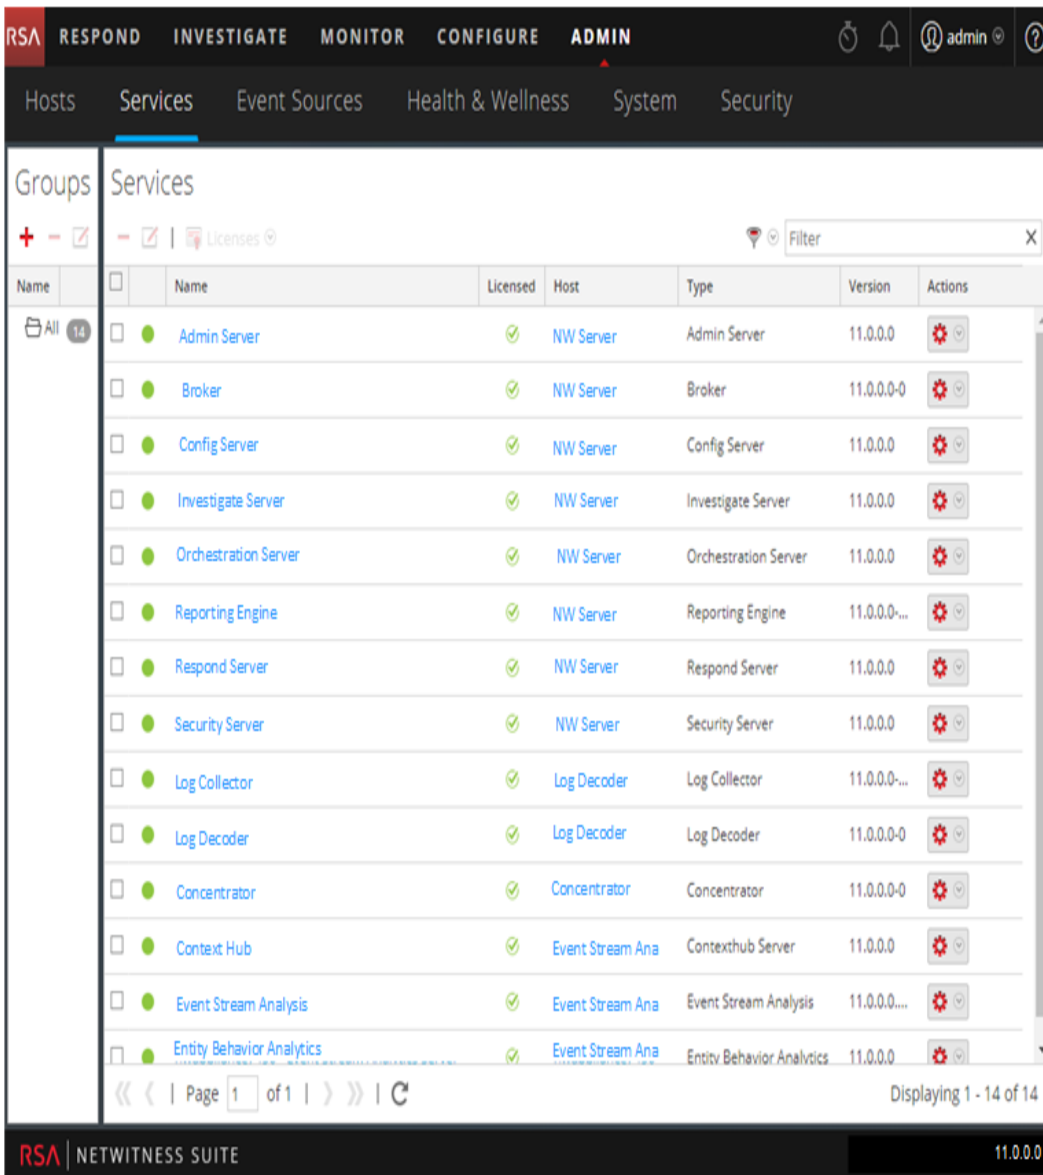 RSA RESPOND INVESTIGATE MONITOR CONFIGURE ADMIN admin ?
Hosts Services Event Sources Health & Wellness System Security
Groups
Services
Licenses
Filter X
Name
Name Licensed Host Type Version Actions
All 14
Admin Server NW Server Admin Server 11.0.0.0
Broker NW Server Broker 11.0.0.0-0
Config Server NW Server Config Server 11.0.0.0
Investigate Server NW Server Investigate Server 11.0.0.0
Orchestration Server NW Server Orchestration Server 11.0.0.0
Reporting Engine NW Server Reporting Engine 11.0.0.0-...
Respond Server NW Server Respond Server 11.0.0.0
Security Server NW Server Security Server 11.0.0.0
Log Collector Log Decoder Log Collector 11.0.0.0-...
Log Decoder Log Decoder Log Decoder 11.0.0.0-0
Concentrator Concentrator Concentrator 11.0.0.0-0
Context Hub Event Stream Ana Contexthub Server 11.0.0.0
Event Stream Analysis Event Stream Ana Event Stream Analysis 11.0.0.0....
Entity Behavior Analytics Event Stream Ana Entity Behavior Analytics 11.0.0.0
Page 1 of 1
Displaying 1 - 14 of 14
RSA NETWITNESS SUITE
11.0.0.0